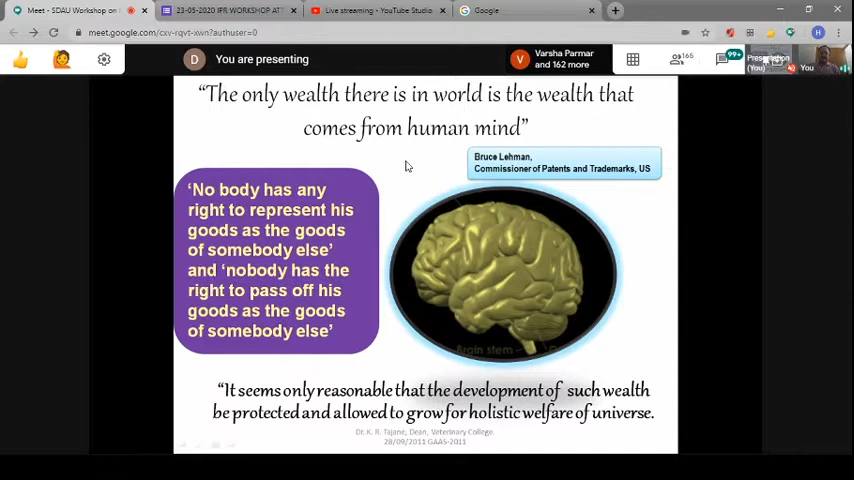 Meet - SDAU Workshop on
23-05-2020 IPR WORKSHOP ATT
Live streaming - YouTube Studio
Google
meet.google.com/cxv-rqvt-xwn?authuser=0
H
D
You are presenting
V
Varsha Parmar
and 162 more
166
99+
Presentation
(You)
You
“The only wealth there is in world is the wealth that
comes from human mind”
Bruce Lehman,
Commissioner of Patents and Trademarks, US
‘No body has any
right to represent his
goods as the goods
of somebody else’
and ‘nobody has the
right to pass off his
goods as the goods
of somebody else’
Brain stem
“It seems only reasonable that the development of such wealth
be protected and allowed to grow for holistic welfare of universe.
Dr. K. R. Tajane, Dean, Veterinary College.
28/09/2011 GAAS-2011